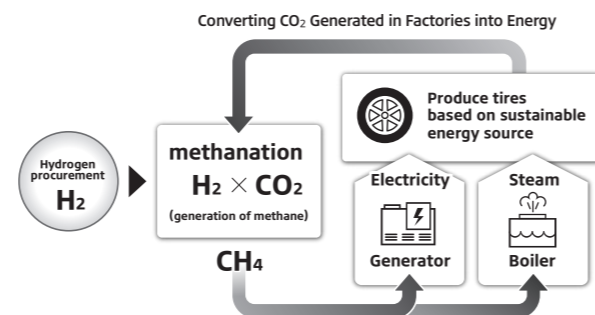 Converting CO₂ Generated in Factories into Energy
Produce tires
based on sustainable
energy source
Hydrogen
procurement
H₂
methanation
H₂ × CO₂
(generation of methane)
CH₄
Electricity
Generator
Steam
Boiler